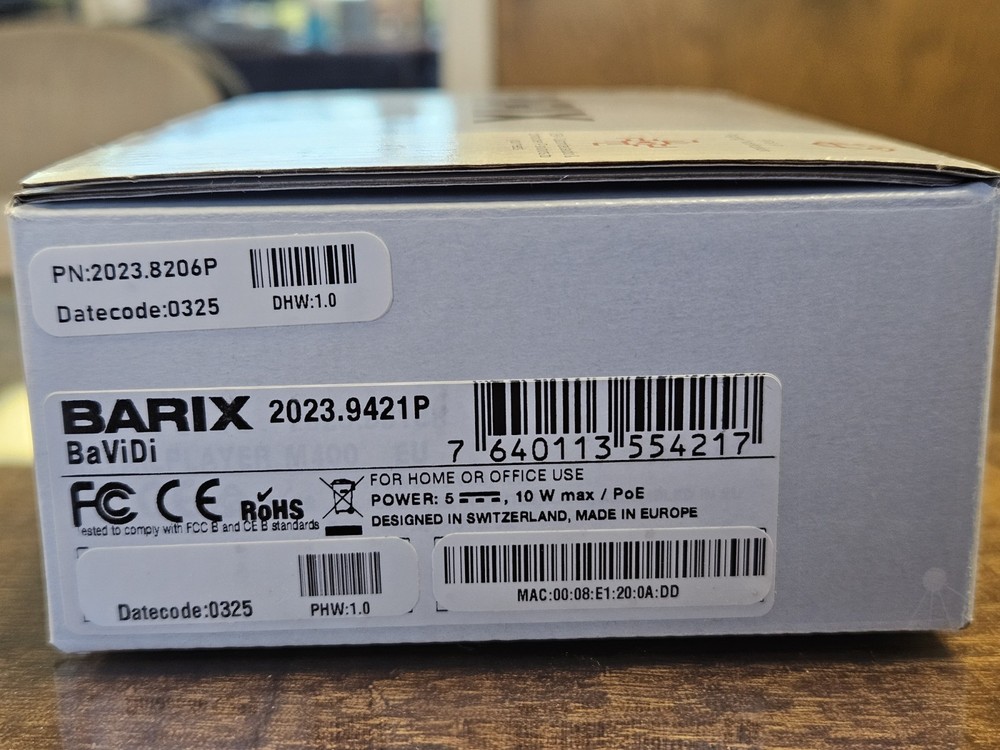 PN:2023.8206P
Datecode:0325
DHW:1.0
BARIX 2023.9421P
BaViDi
7 640113 554217
FC CE RoHS
Tested to comply with FCC B and CE B standards
FOR HOME OR OFFICE USE
POWER: 5 ⎓, 10 W max / PoE
DESIGNED IN SWITZERLAND, MADE IN EUROPE
Datecode:0325
PHW:1.0
MAC:00:08:E1:20:0A:DD